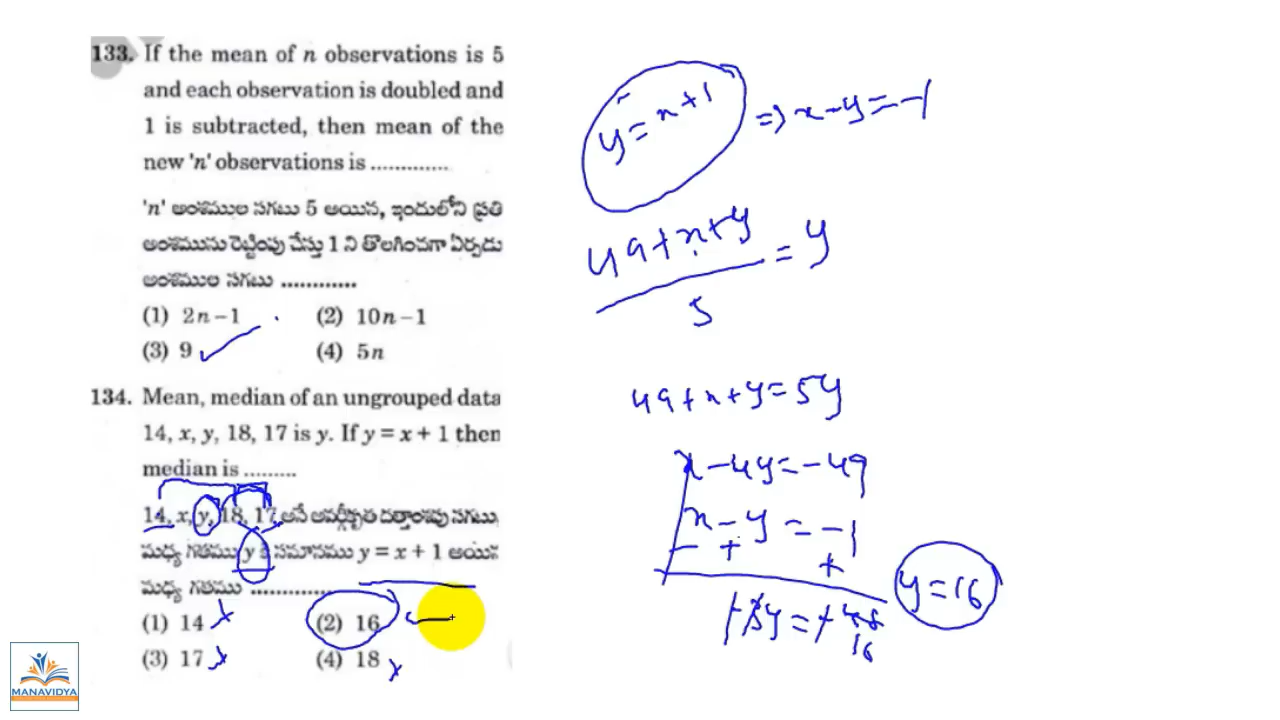 133. If the mean of n observations is 5
and each observation is doubled and
1 is subtracted, then mean of the
new 'n' observations is .............
'n' అంశముల సగటు 5 అయిన, ఇందులోని ప్రతి
అంశమును రెట్టింపు చేస్తు 1 ని తొలగించగా ఏర్పడు
అంశముల సగటు ............
(1) 2n-1 (2) 10n-1
(3) 9 (4) 5n
134. Mean, median of an ungrouped data
14, x, y, 18, 17 is y. If y = x + 1 then
median is .........
14, x, y, 18, 17 అనే అవర్గీకృత దత్తాంశపు సగటు,
మధ్య గతము y కి సమానము y = x + 1 అయిన
మధ్య గతము .............
(1) 14 (2) 16
(3) 17 (4) 18
y = x+1 => x-y=-1
49+x+y
= y
5
49+x+y=5y
x-4y=-49
x-y=-1
- + +
-3y=-48
16
y=16
MANAVIDYA